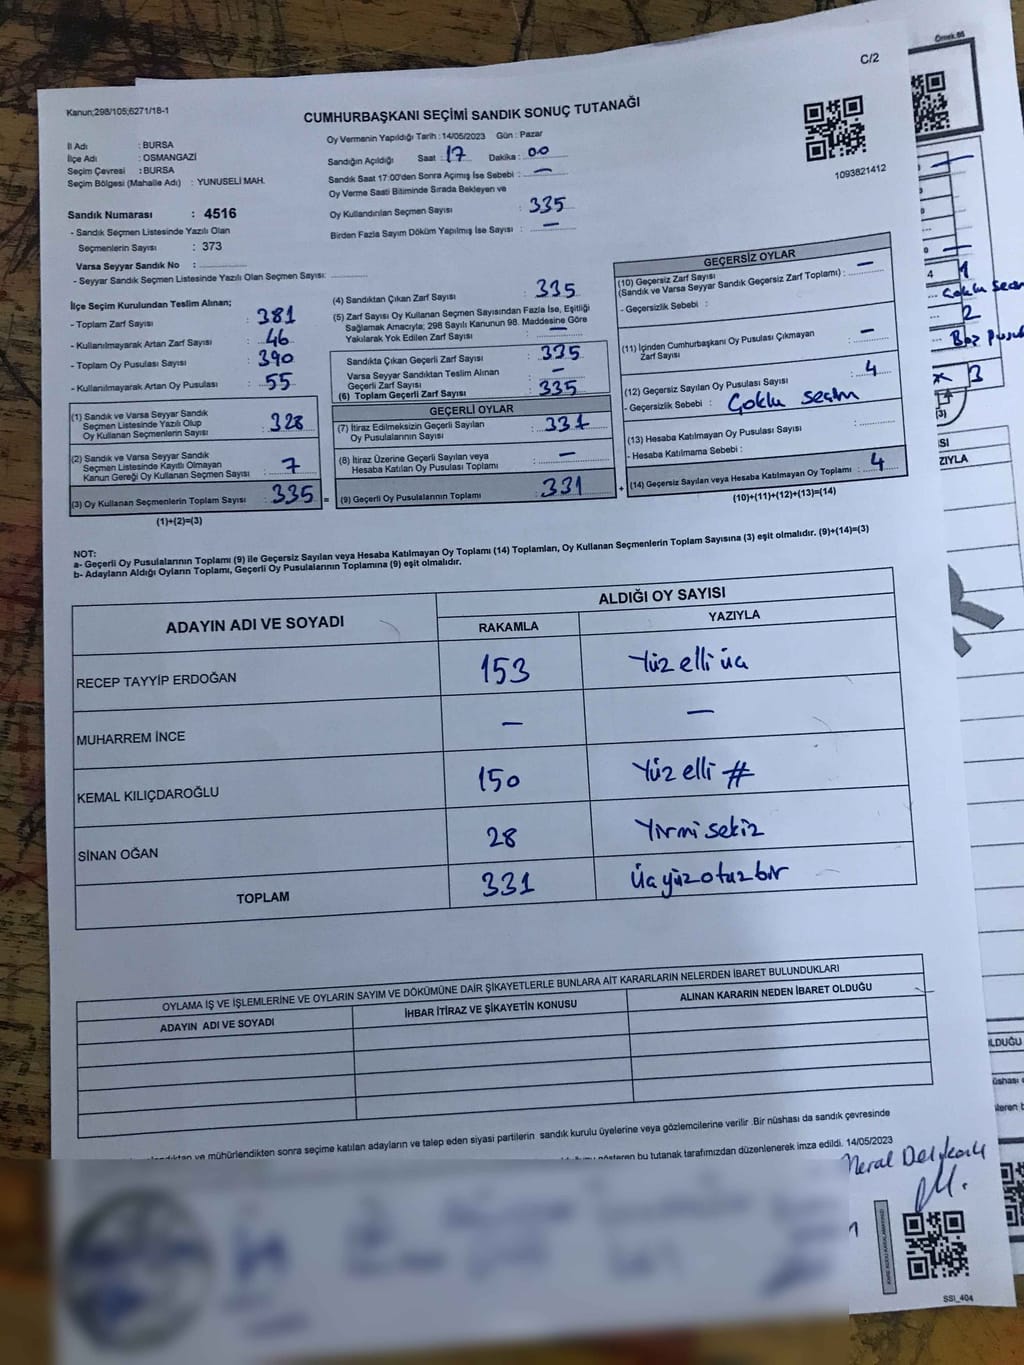 Örnek.55
C/2
Kanun;298/105;6271/18-1
CUMHURBAŞKANI SEÇİMİ SANDIK SONUÇ TUTANAĞI
Oy Vermenin Yapıldığı Tarih : 14/05/2023 Gün : Pazar
İl Adı : BURSA
İlçe Adı : OSMANGAZİ
Seçim Çevresi : BURSA
Seçim Bölgesi (Mahalle Adı) : YUNUSELİ MAH.
Sandığın Açıldığı Saat : 17 Dakika : 00
Sandık Saat 17:00'den Sonra Açımış İse Sebebi : —
Oy Verme Saati Bitiminde Sırada Bekleyen ve
Oy Kullandırılan Seçmen Sayısı : 335
Birden Fazla Sayım Döküm Yapılmış İse Sayısı : —
1093821412
Sandık Numarası : 4516
- Sandık Seçmen Listesinde Yazılı Olan
Seçmenlerin Sayısı : 373
Varsa Seyyar Sandık No :
- Seyyar Sandık Seçmen Listesinde Yazılı Olan Seçmen Sayısı:
İlçe Seçim Kurulundan Teslim Alınan;
- Toplam Zarf Sayısı : 381
- Kullanılmayarak Artan Zarf Sayısı : 46
- Toplam Oy Pusulası Sayısı : 390
- Kullanılmayarak Artan Oy Pusulası : 55
(1) Sandık ve Varsa Seyyar Sandık
Seçmen Listesinde Yazılı Olup
Oy Kullanan Seçmenlerin Sayısı : 328
(2) Sandık ve Varsa Seyyar Sandık
Seçmen Listesinde Kayıtlı Olmayan
Kanun Gereği Oy Kullanan Seçmen Sayısı : 7
(3) Oy Kullanan Seçmenlerin Toplam Sayısı : 335 =
(1)+(2)=(3)
(4) Sandıktan Çıkan Zarf Sayısı : 335
(5) Zarf Sayısı Oy Kullanan Seçmen Sayısından Fazla İse, Eşitliği
Sağlamak Amacıyla; 298 Sayılı Kanunun 98. Maddesine Göre
Yakılarak Yok Edilen Zarf Sayısı : —
Sandıkta Çıkan Geçerli Zarf Sayısı : 335
Varsa Seyyar Sandıktan Teslim Alınan
Geçerli Zarf Sayısı : —
(6) Toplam Geçerli Zarf Sayısı : 335
GEÇERLİ OYLAR
(7) İtiraz Edilmeksizin Geçerli Sayılan
Oy Pusulalarının Sayısı : 331
(8) İtiraz Üzerine Geçerli Sayılan veya
Hesaba Katılan Oy Pusulası Toplamı : —
(9) Geçerli Oy Pusulalarının Toplamı : 331 +
GEÇERSİZ OYLAR
(10) Geçersiz Zarf Sayısı
(Sandık ve Varsa Seyyar Sandık Geçersiz Zarf Toplamı) : —
- Geçersizlik Sebebi :
(11) İçinden Cumhurbaşkanı Oy Pusulası Çıkmayan
Zarf Sayısı : —
(12) Geçersiz Sayılan Oy Pusulası Sayısı : 4
- Geçersizlik Sebebi : Çoklu seçim
(13) Hesaba Katılmayan Oy Pusulası Sayısı :
- Hesaba Katılmama Sebebi :
(14) Geçersiz Sayılan veya Hesaba Katılmayan Oy Toplamı : 4
(10)+(11)+(12)+(13)=(14)
NOT:
a- Geçerli Oy Pusulalarının Toplamı (9) ile Geçersiz Sayılan veya Hesaba Katılmayan Oy Toplamı (14) Toplamları, Oy Kullanan Seçmenlerin Toplam Sayısına (3) eşit olmalıdır. (9)+(14)=(3)
b- Adayların Aldığı Oyların Toplamı, Geçerli Oy Pusulalarının Toplamına (9) eşit olmalıdır.
ADAYIN ADI VE SOYADI
ALDIĞI OY SAYISI
RAKAMLA YAZIYLA
RECEP TAYYİP ERDOĞAN 153 Yüz elli üç
MUHARREM İNCE — —
KEMAL KILIÇDAROĞLU 150 Yüz elli #
SİNAN OĞAN 28 Yirmi sekiz
TOPLAM 331 Üç yüz otuz bir
OYLAMA İŞ VE İŞLEMLERİNE VE OYLARIN SAYIM VE DÖKÜMÜNE DAİR ŞİKAYETLERLE BUNLARA AİT KARARLARIN NELERDEN İBARET BULUNDUKLARI
ADAYIN ADI VE SOYADI İHBAR İTİRAZ VE ŞİKAYETİN KONUSU ALINAN KARARIN NEDEN İBARET OLDUĞU
ve mühürlendikten sonra seçime katılan adayların ve talep eden siyasi partilerin sandık kurulu üyelerine veya gözlemcilerine verilir .Bir nüshası da sandık çevresinde
gösteren bu tutanak tarafımızdan düzenlenerek imza edildi. 14/05/2023
Meral
SSI_404
4 1
Çoklu seçim
2
Boş Pusula
x 3
(3)
SI
ZIYLA
R
LDUĞU
nüshası